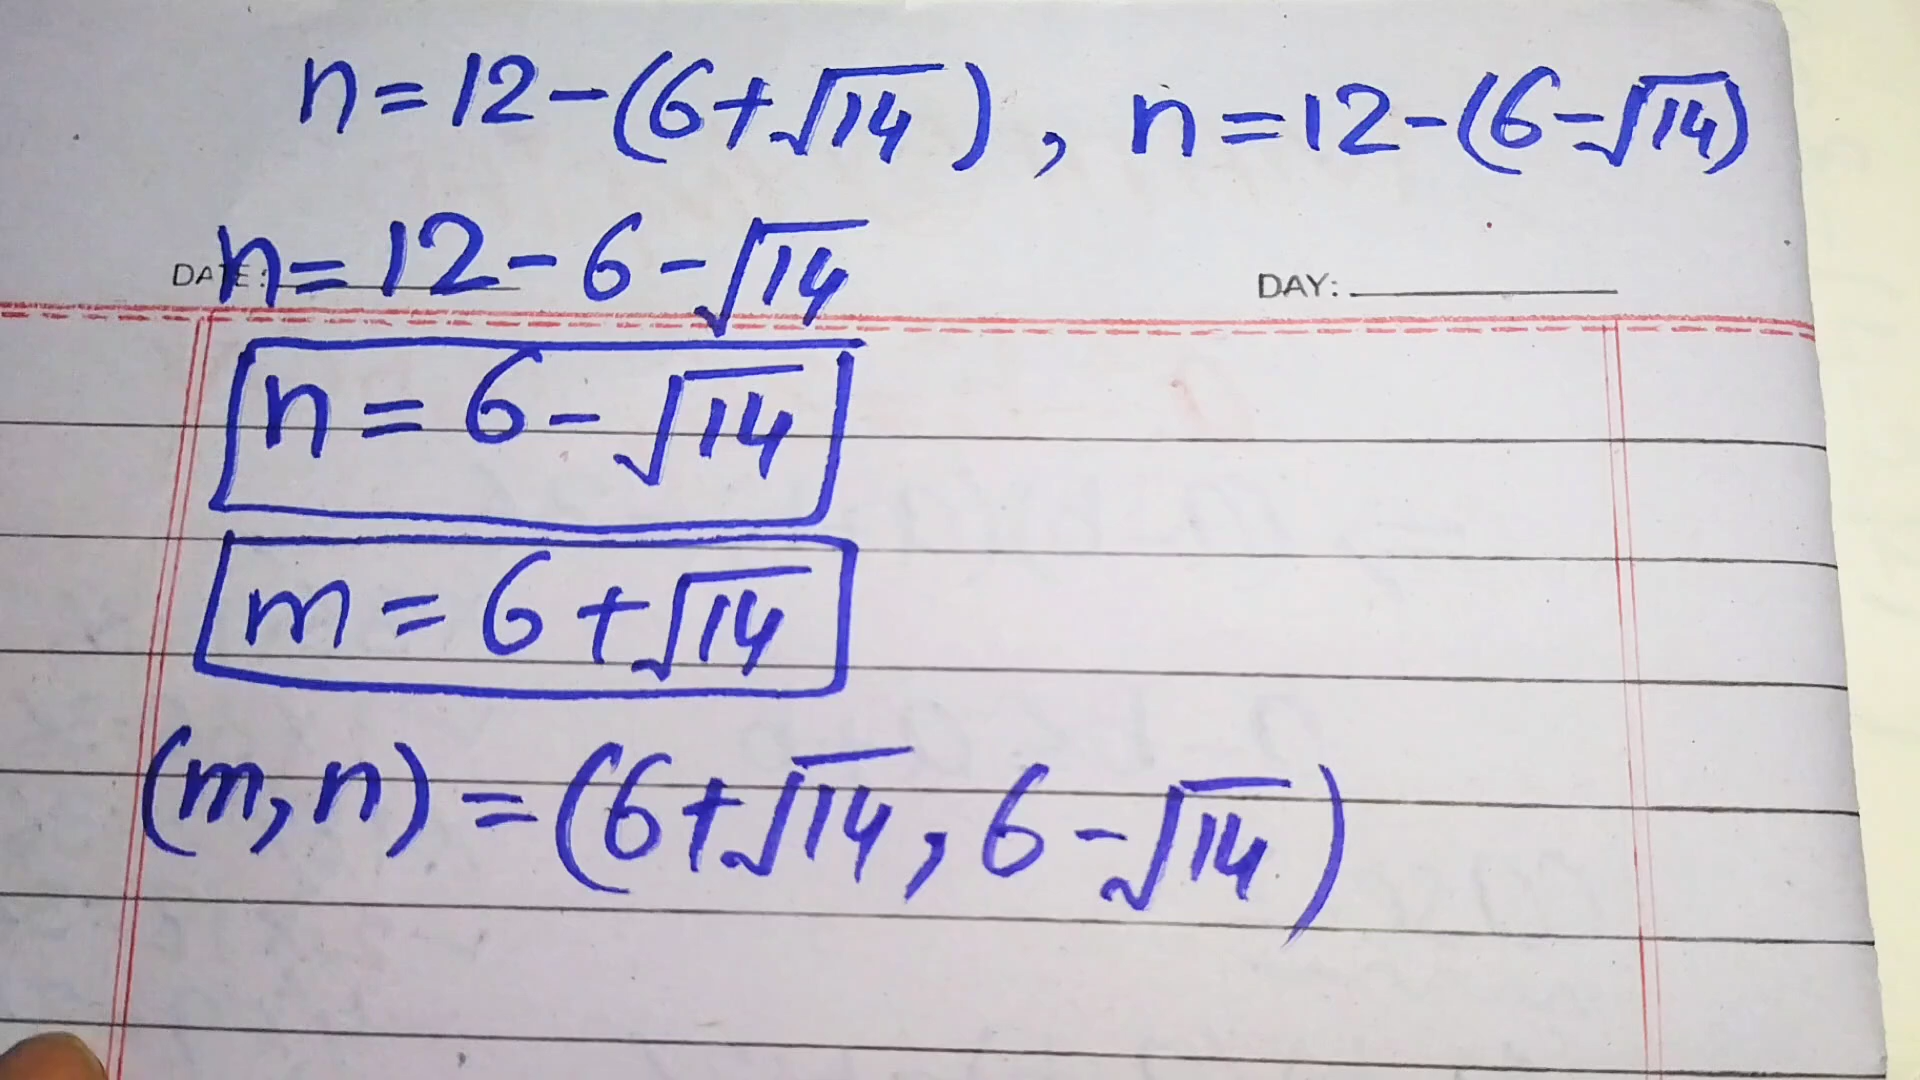 n=12-(6+√14), n=12-(6-√14)
n=12-6-√14
DATE: DAY:
n=6-√14
m=6+√14
(m,n)=(6+√14, 6-√14)